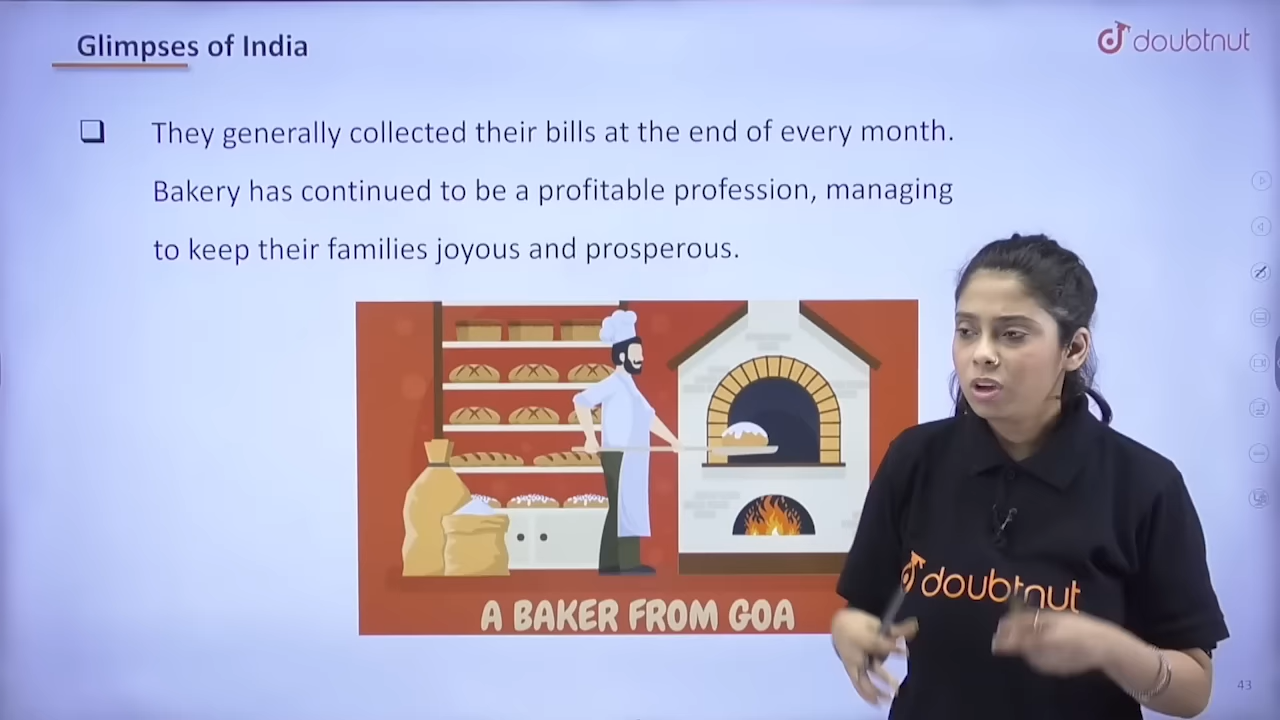 Glimpses of India
doubtnut
They generally collected their bills at the end of every month.
Bakery has continued to be a profitable profession, managing
to keep their families joyous and prosperous.
A BAKER FROM GOA
doubtnut
43